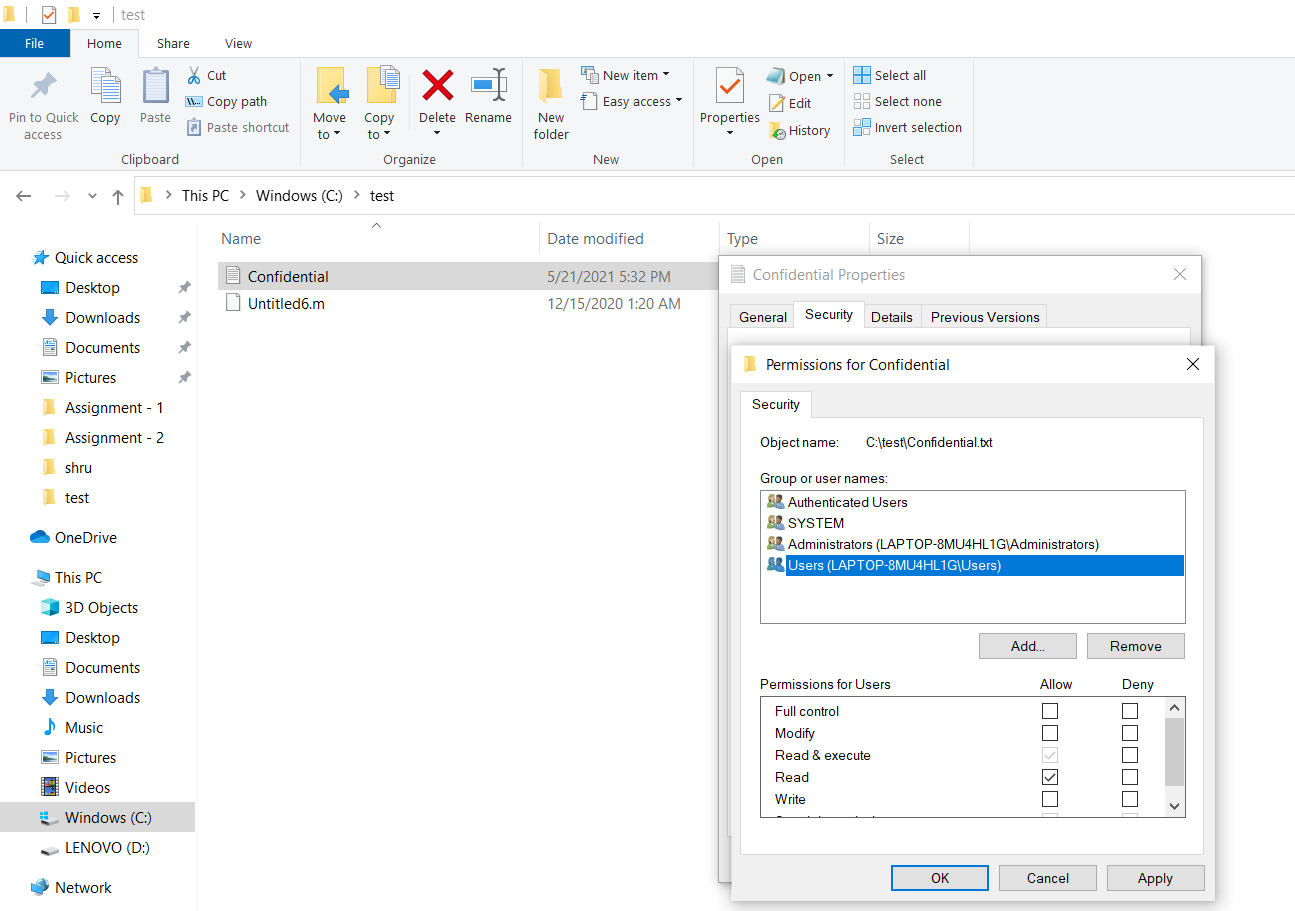 test
File Home Share View
Pin to Quick access
Copy
Paste
Cut
Copy path
Paste shortcut
Clipboard
Move to
Copy to
Delete
Rename
Organize
New folder
New item
Easy access
New
Properties
Open
Edit
History
Open
Select all
Select none
Invert selection
Select
This PC > Windows (C:) > test
Name Date modified Type Size
Confidential 5/21/2021 5:32 PM
Untitled6.m 12/15/2020 1:20 AM
Quick access
Desktop
Downloads
Documents
Pictures
Assignment - 1
Assignment - 2
shru
test
OneDrive
This PC
3D Objects
Desktop
Documents
Downloads
Music
Pictures
Videos
Windows (C:)
LENOVO (D:)
Network
Confidential Properties
General Security Details Previous Versions
Permissions for Confidential
Security
Object name: C:\test\Confidential.txt
Group or user names:
Authenticated Users
SYSTEM
Administrators (LAPTOP-8MU4HL1G\Administrators)
Users (LAPTOP-8MU4HL1G\Users)
Add... Remove
Permissions for Users Allow Deny
Full control
Modify
Read & execute
Read
Write
OK Cancel Apply